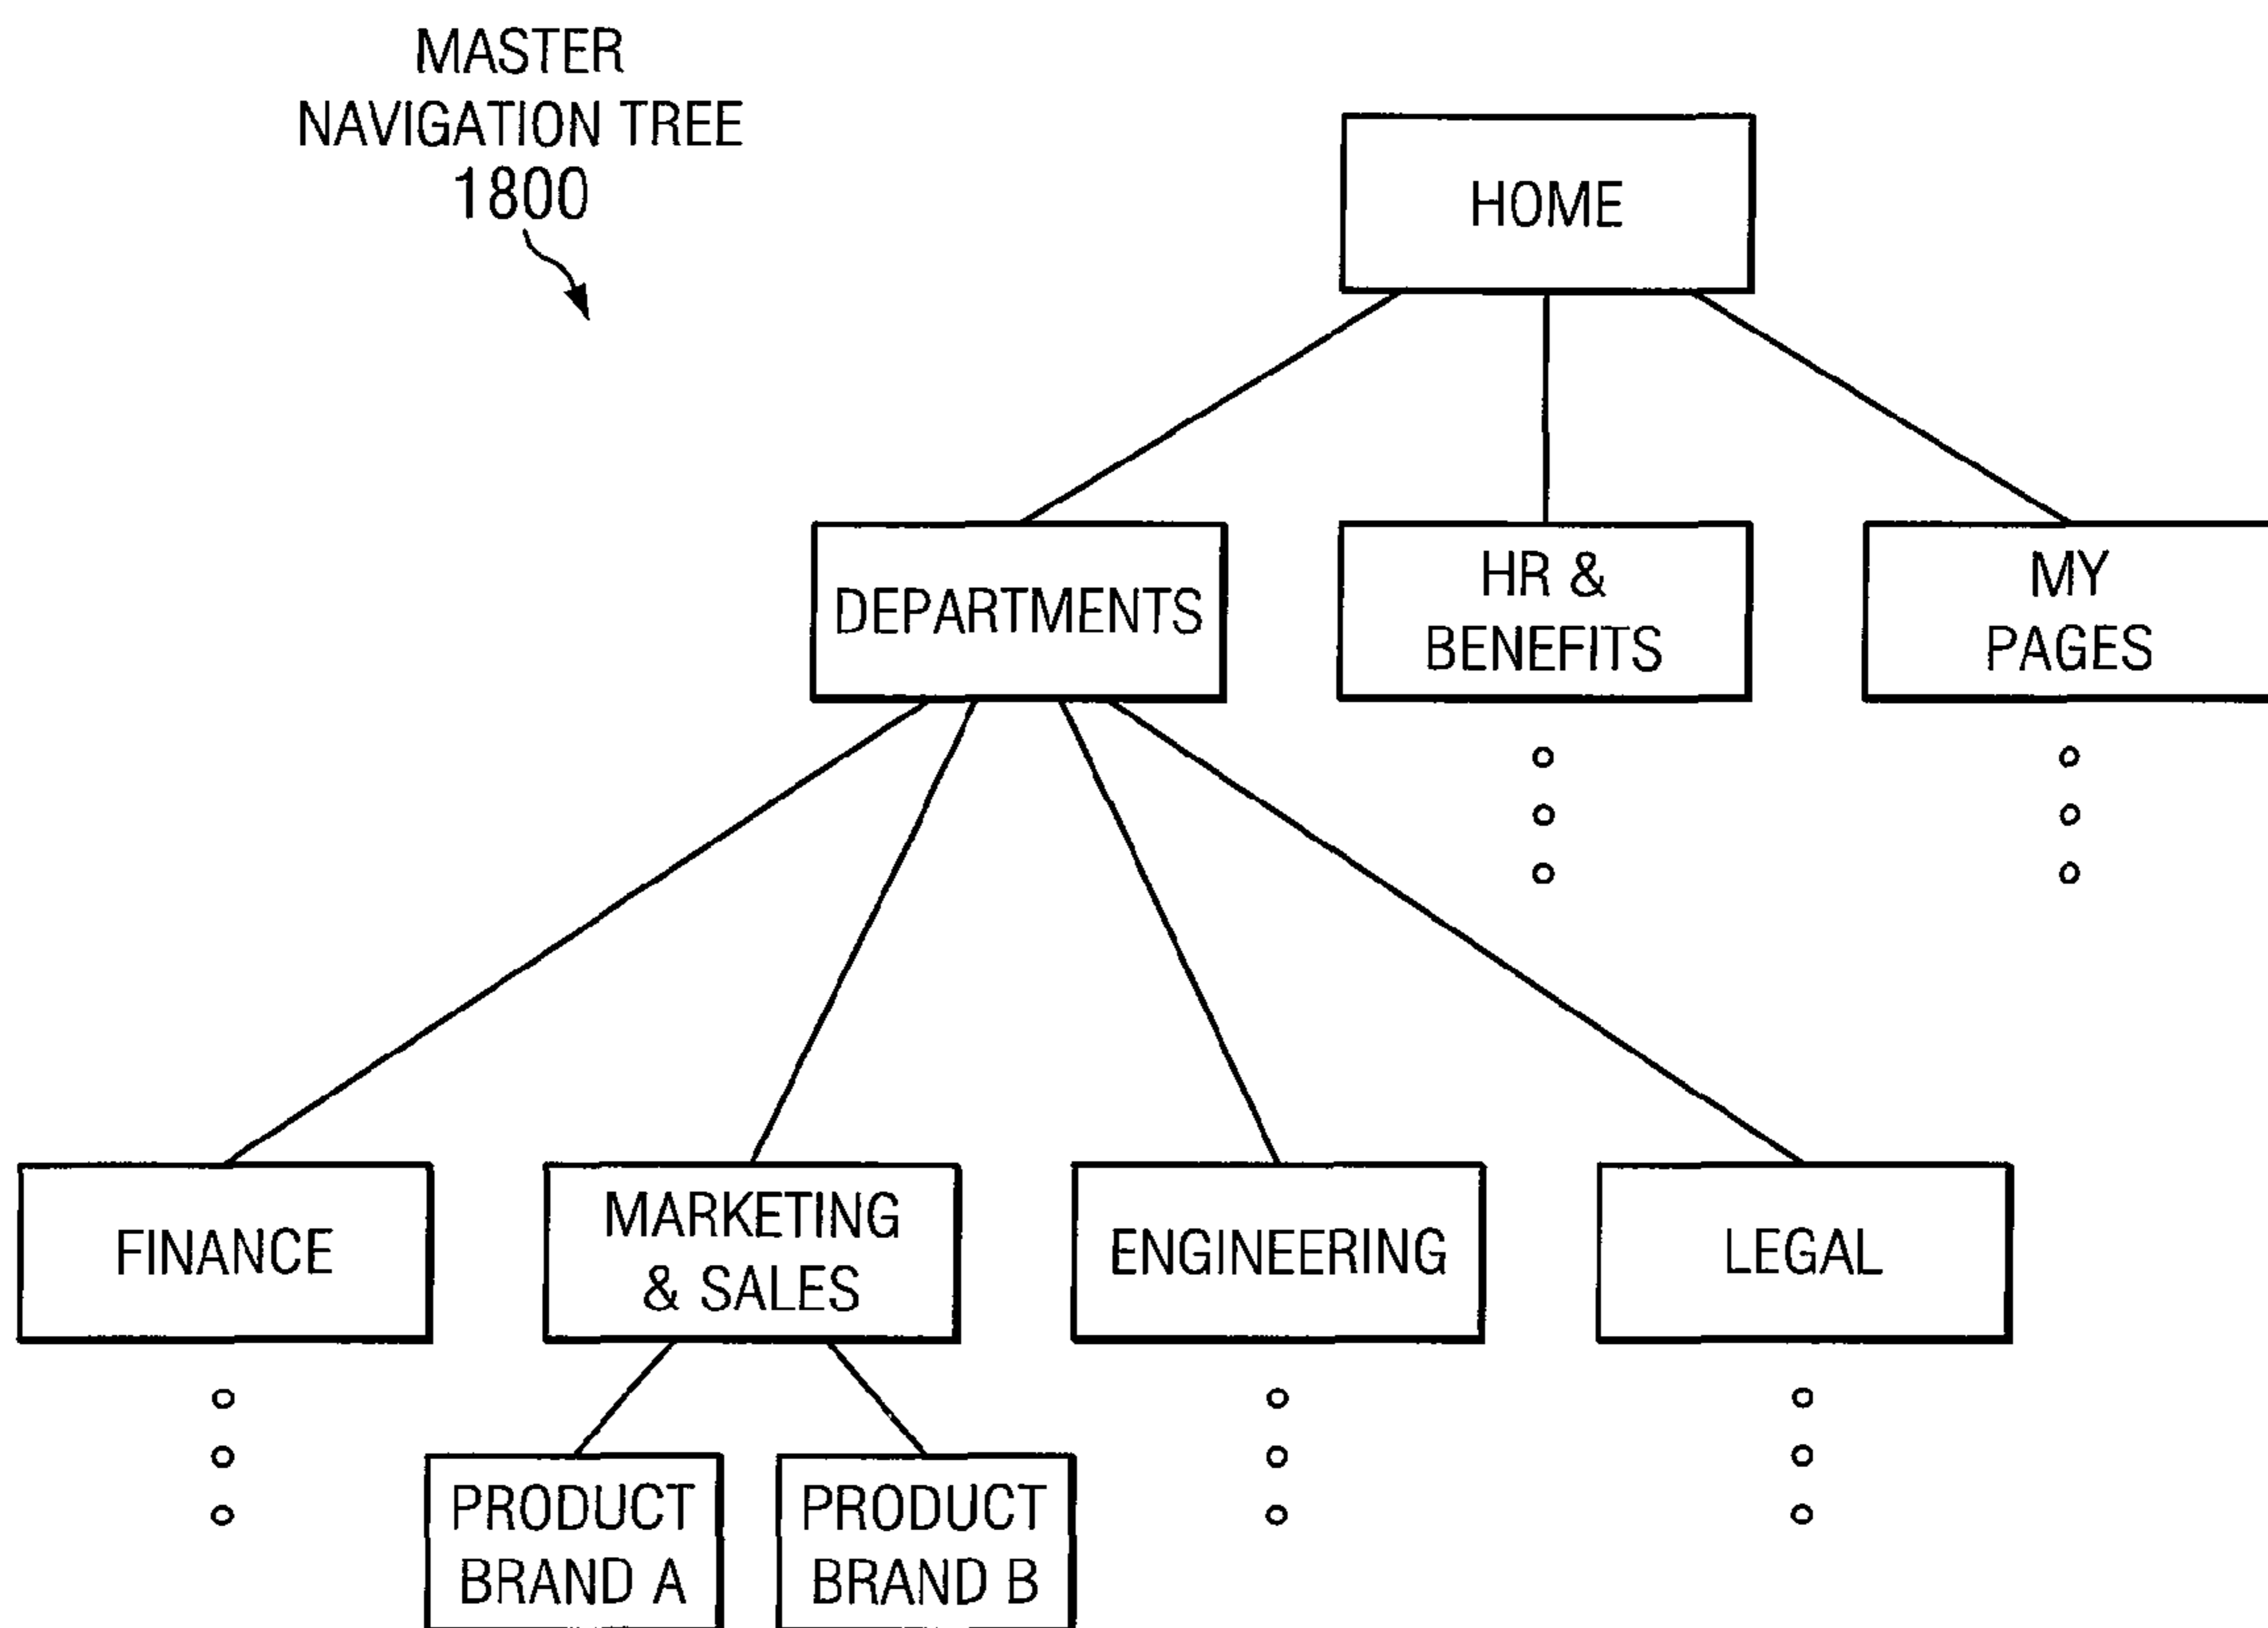 MASTER
NAVIGATION TREE
1800
HOME
DEPARTMENTS
HR &
BENEFITS
MY
PAGES
FINANCE
MARKETING
& SALES
ENGINEERING
LEGAL
PRODUCT
BRAND A
PRODUCT
BRAND B